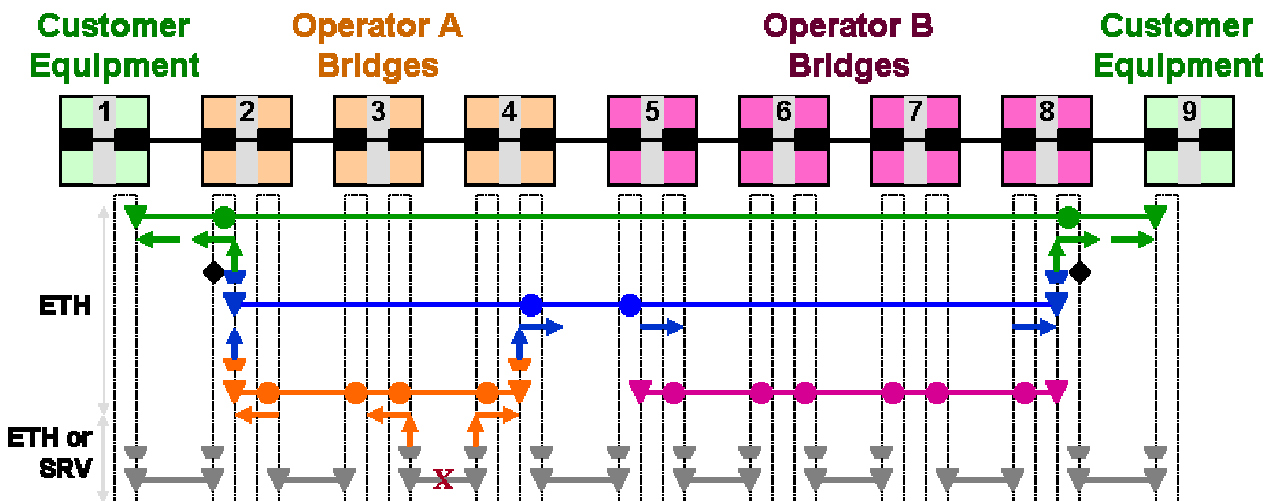 Customer
Equipment
Operator A
Bridges
Operator B
Bridges
Customer
Equipment
1
2
3
4
5
6
7
8
9
ETH
ETH or
SRV
X